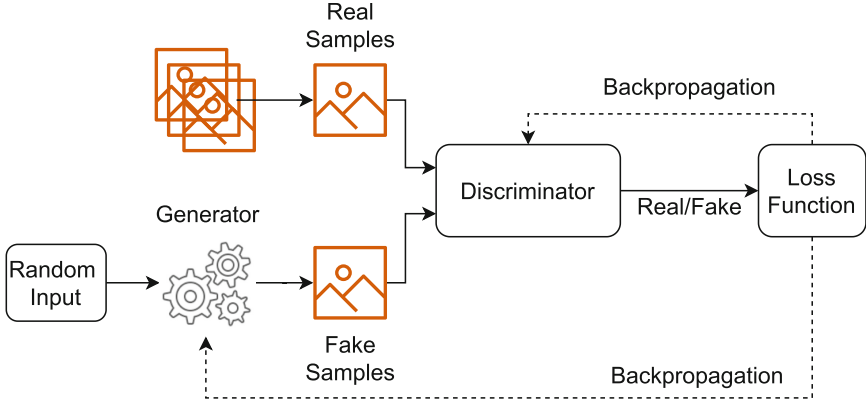 Real
Samples
Backpropagation
Discriminator
Loss
Function
Real/Fake
Generator
Random
Input
Fake
Samples
Backpropagation